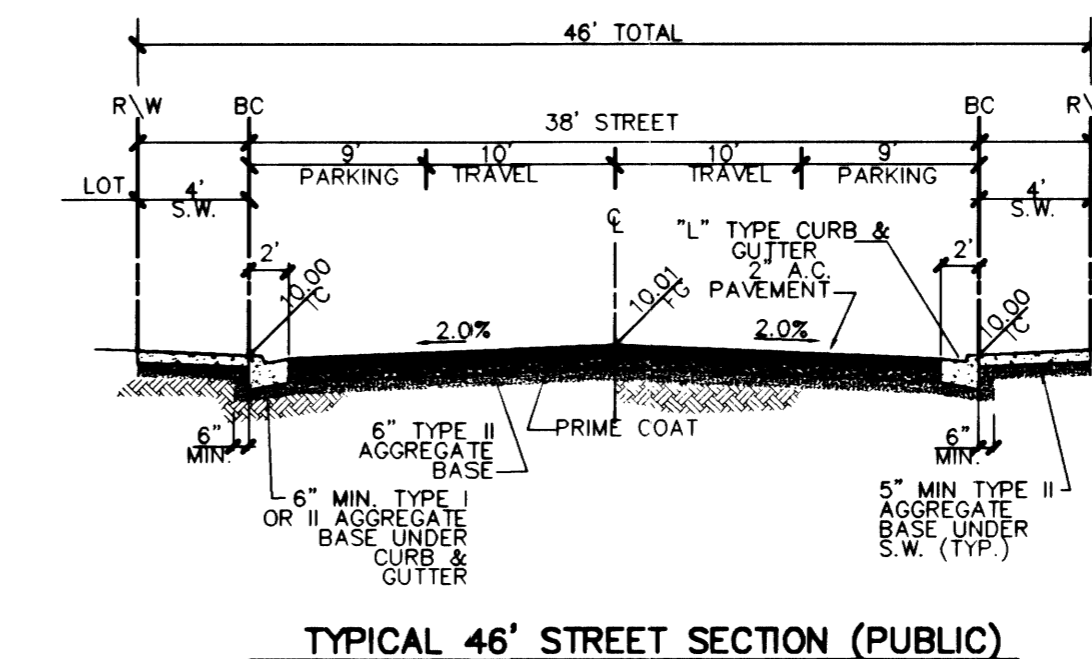 46' TOTAL
R\W
BC
BC
R\
38' STREET
9'
10'
10'
9'
PARKING
TRAVEL
TRAVEL
PARKING
LOT
4'
S.W.
4'
S.W.
℄
"L" TYPE CURB &
GUTTER
2" A.C.
PAVEMENT
2'
2'
10.00
TC
10.01
FG
10.00
TC
2.0%
2.0%
6"
MIN.
6" TYPE II
AGGREGATE
BASE
PRIME COAT
6"
MIN.
6" MIN. TYPE I
OR II AGGREGATE
BASE UNDER
CURB &
GUTTER
5" MIN TYPE II
AGGREGATE
BASE UNDER
S.W. (TYP.)
TYPICAL 46' STREET SECTION (PUBLIC)